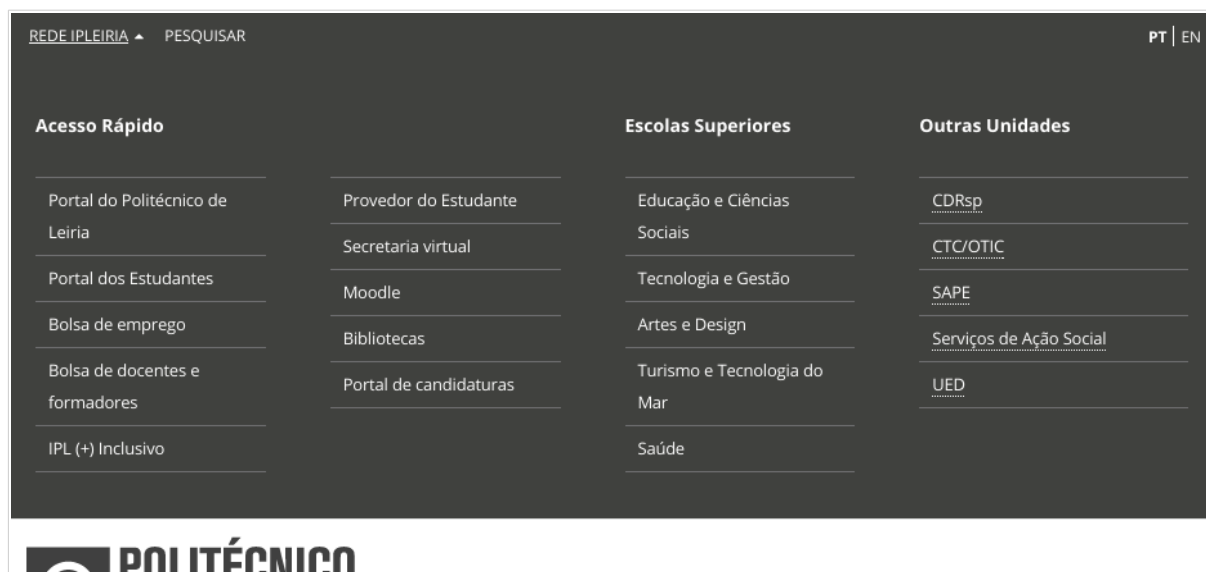 REDE IPLEIRIA PESQUISAR PT | EN
Acesso Rápido
Portal do Politécnico de
Leiria
Portal dos Estudantes
Bolsa de emprego
Bolsa de docentes e
formadores
IPL (+) Inclusivo
Provedor do Estudante
Secretaria virtual
Moodle
Bibliotecas
Portal de candidaturas
Escolas Superiores
Educação e Ciências
Sociais
Tecnologia e Gestão
Artes e Design
Turismo e Tecnologia do
Mar
Saúde
Outras Unidades
CDRsp
CTC/OTIC
SAPE
Serviços de Ação Social
UED
POLITÉCNICO